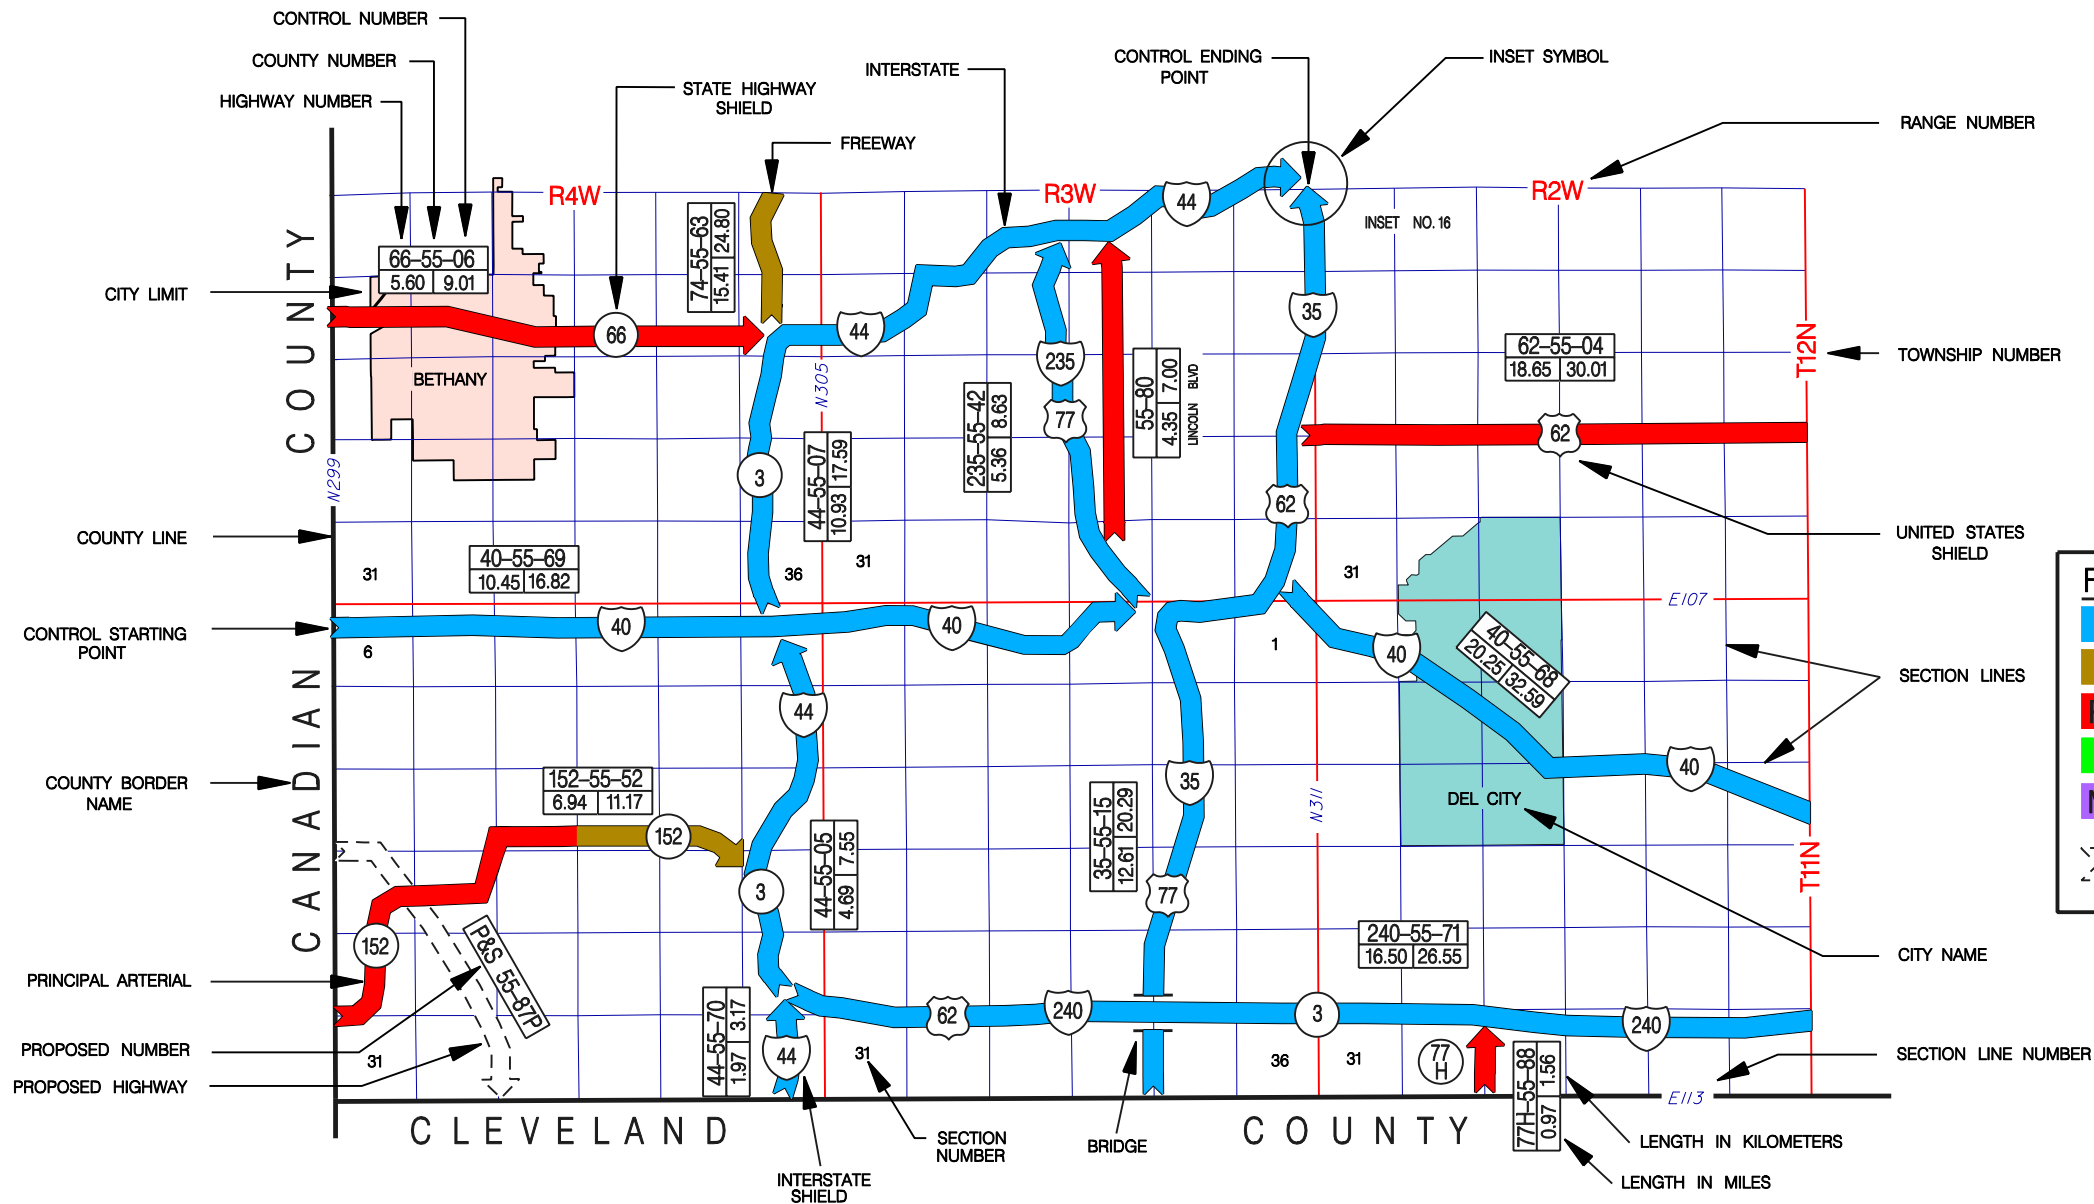 CONTROL NUMBER
COUNTY NUMBER
HIGHWAY NUMBER
STATE HIGHWAY
SHIELD
INTERSTATE
FREEWAY
CONTROL ENDING
POINT
INSET SYMBOL
RANGE NUMBER
R4W
R3W
R2W
INSET NO. 16
66-55-06
5.60 9.01
74-55-63
15.41 24.80
CITY LIMIT
COUNTY
66
44
44
35
235
77
BETHANY
N299
N305
3
44-55-07
10.93 17.59
235-55-42
5.36 8.63
55-80
4.35 7.00
LINCOLN BLVD
62-55-04
18.65 30.01
62
62
T12N
TOWNSHIP NUMBER
UNITED STATES
SHIELD
COUNTY LINE
40-55-69
10.45 16.82
31
36
31
31
E107
CONTROL STARTING
POINT
6
40
40
1
40
40-55-68
20.25 32.59
SECTION LINES
CANADIAN
44
35
40
N311
DEL CITY
COUNTY BORDER
NAME
152-55-52
6.94 11.17
152
3
44-55-05
4.69 7.55
35-55-15
12.61 20.29
77
T11N
152
P&S 55-87P
240-55-71
16.50 26.55
CITY NAME
PRINCIPAL ARTERIAL
PROPOSED NUMBER
PROPOSED HIGHWAY
31
44-55-70
1.97 3.17
44
62
240
3
240
31
36
31
77
H
77H-55-88
0.97 1.56
SECTION LINE NUMBER
E113
CLEVELAND COUNTY
SECTION
NUMBER
BRIDGE
INTERSTATE
SHIELD
LENGTH IN KILOMETERS
LENGTH IN MILES